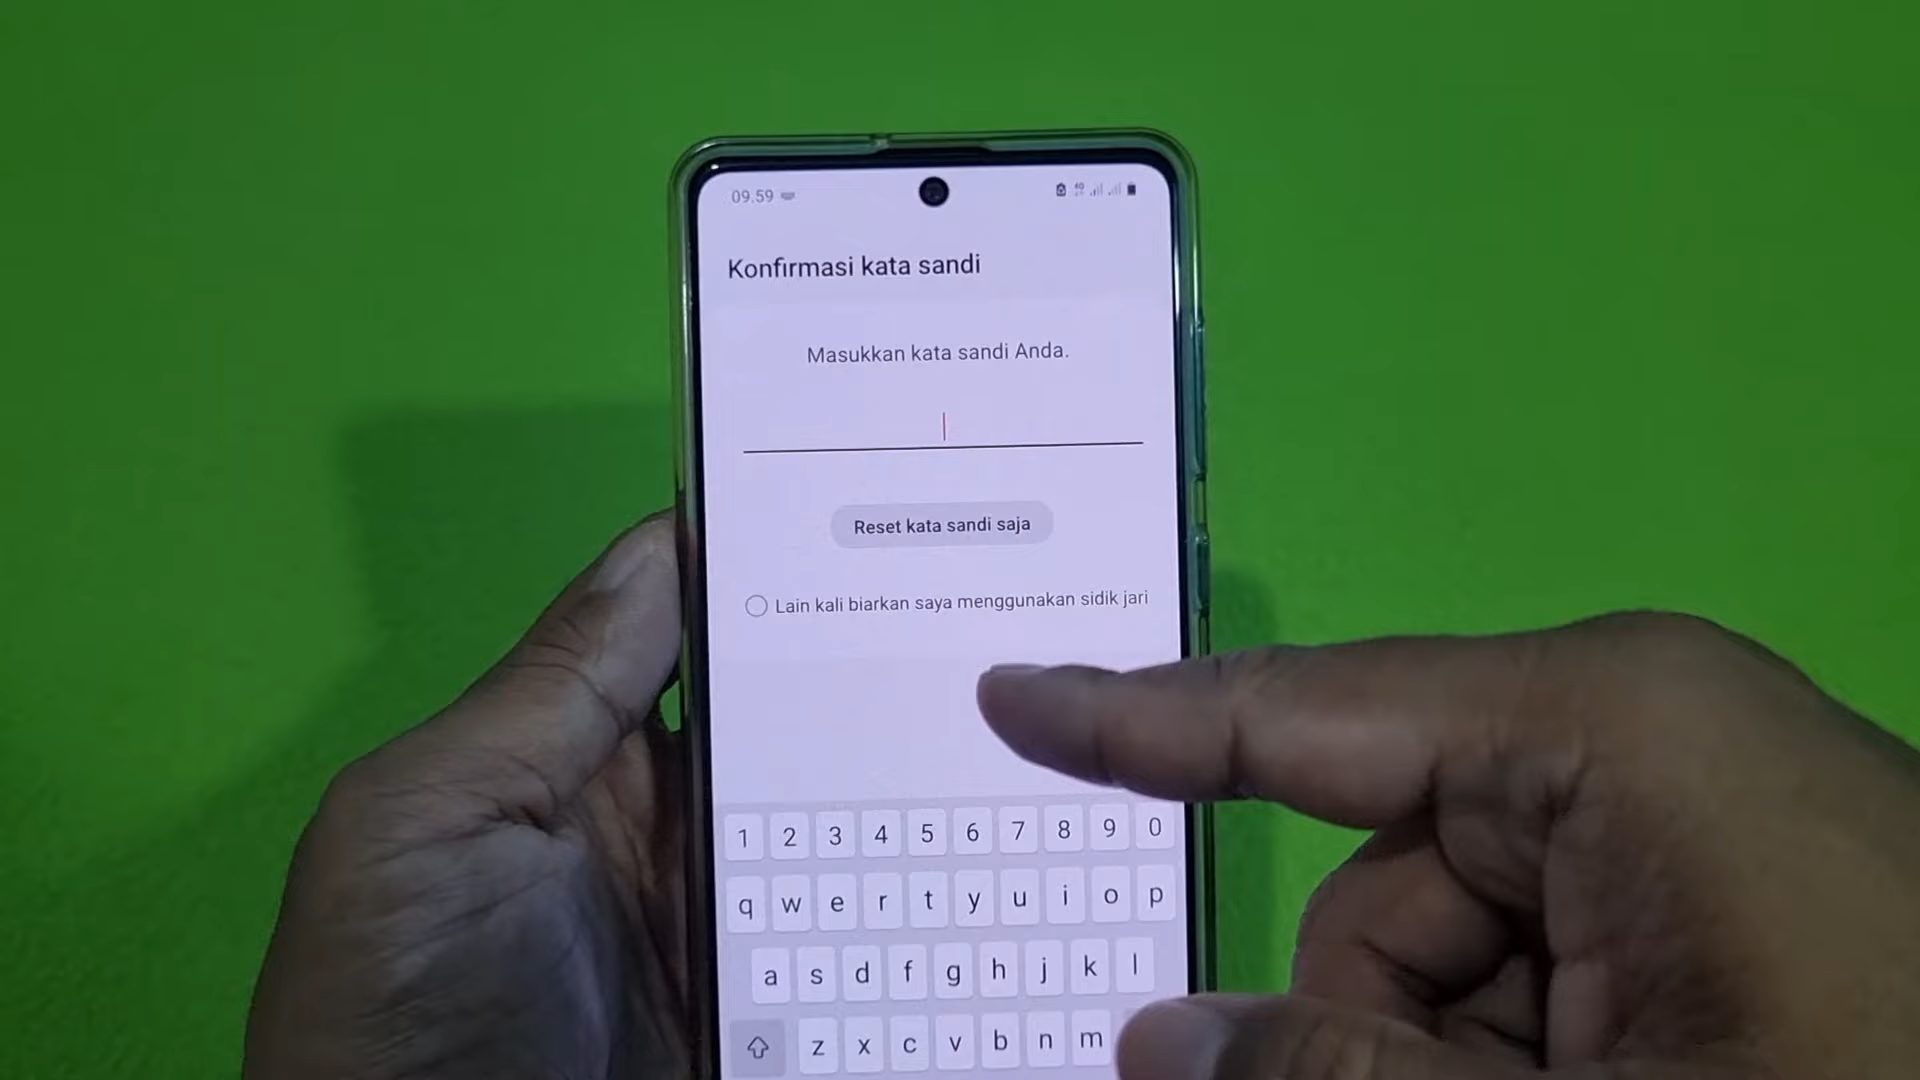 09.59
4G
Konfirmasi kata sandi
Masukkan kata sandi Anda.
Reset kata sandi saja
Lain kali biarkan saya menggunakan sidik jari
1 2 3 4 5 6 7 8 9 0
q w e r t y u i o p
a s d f g h j k l
z x c v b n m